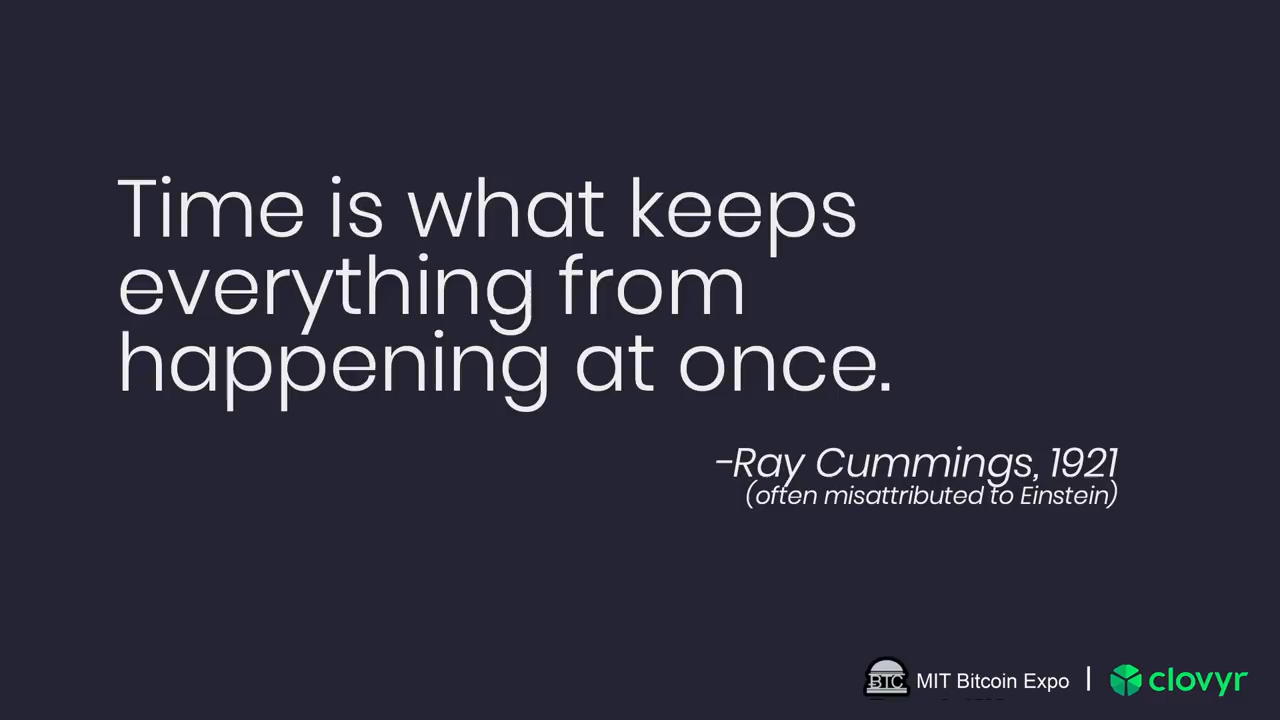 Time is what keeps
everything from
happening at once.
-Ray Cummings, 1921
(often misattributed to Einstein)
BTC MIT Bitcoin Expo | clovyr